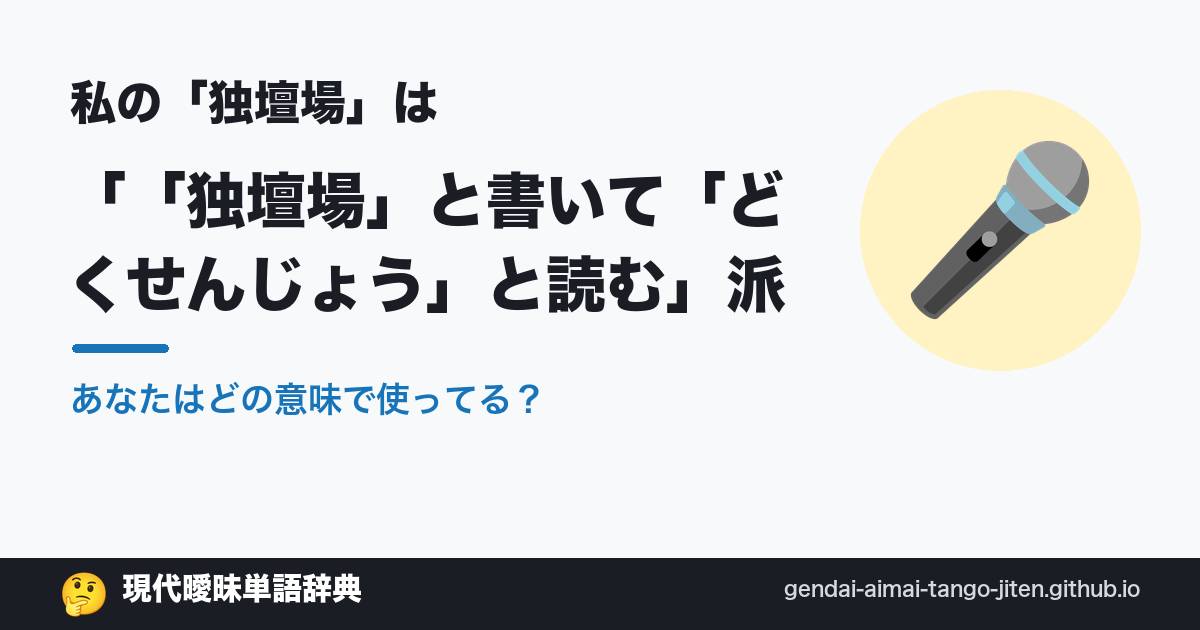 私の「独壇場」は
「「独壇場」と書いて「ど
くせんじょう」と読む」派
あなたはどの意味で使ってる？
現代曖昧単語辞典
gendai-aimai-tango-jiten.github.io